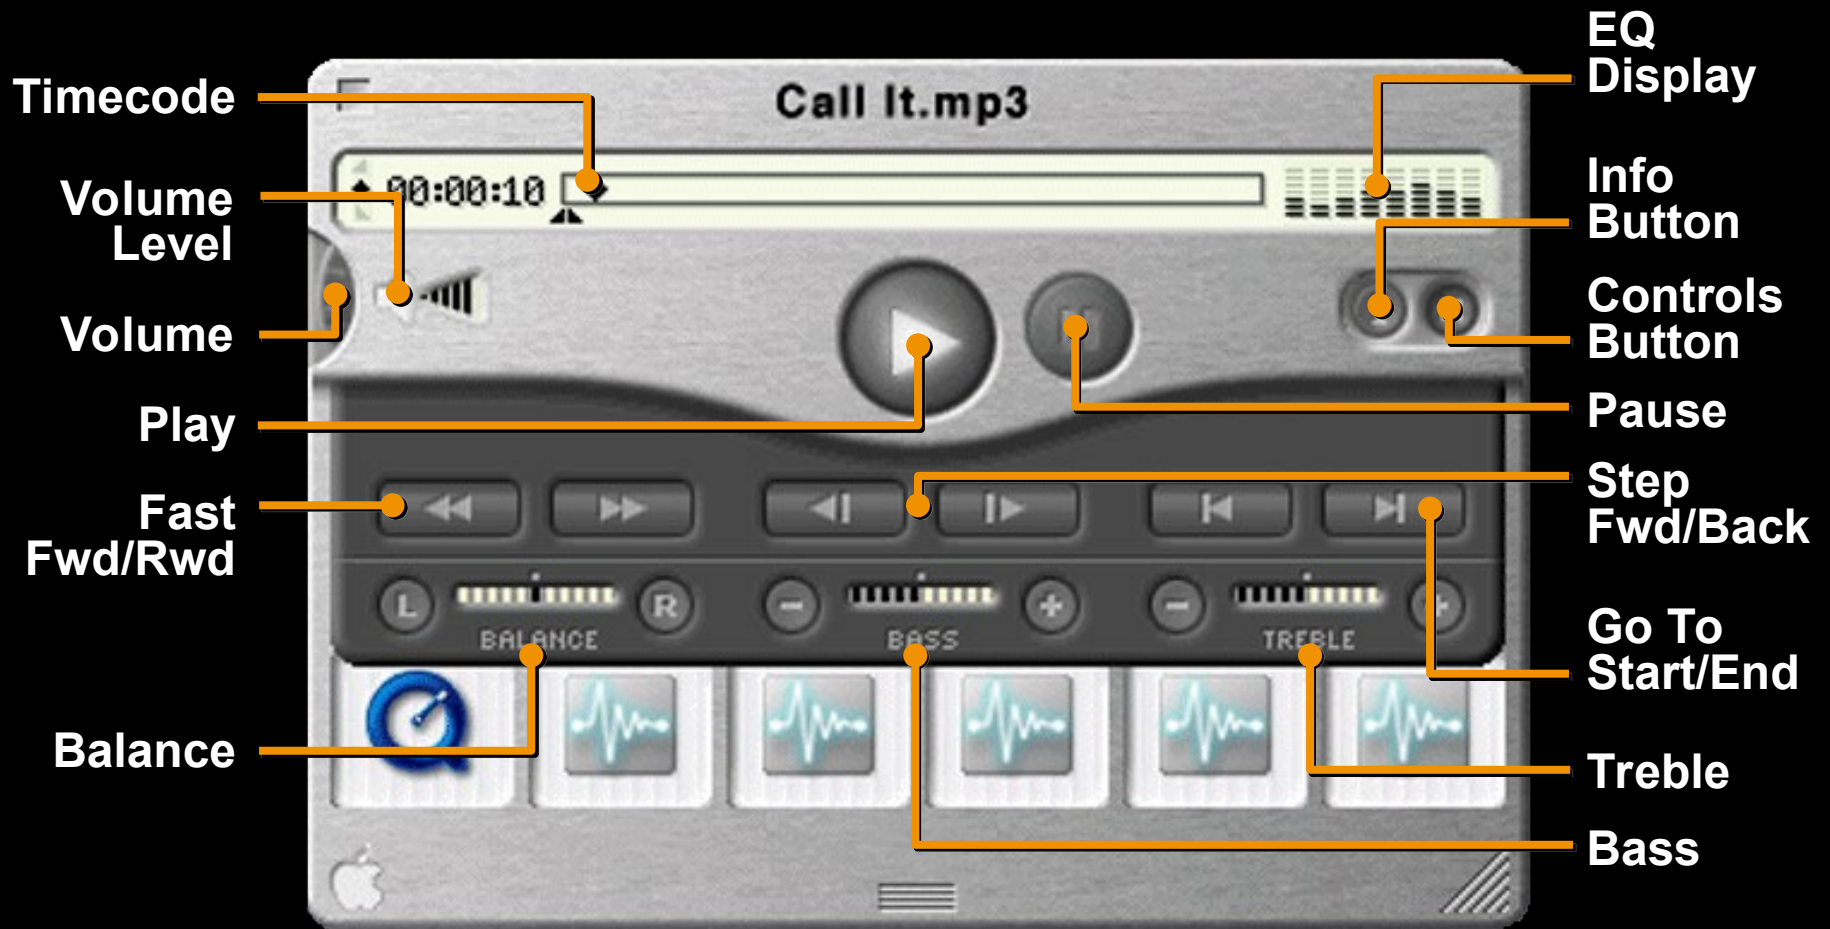 EQ
Display
Timecode
Call It.mp3
00:00:10
Volume
Level
Info
Button
Volume
Controls
Button
Play
Pause
Fast
Fwd/Rwd
Step
Fwd/Back
L
R
BALANCE
BASS
TREBLE
Go To
Start/End
Balance
Treble
Bass